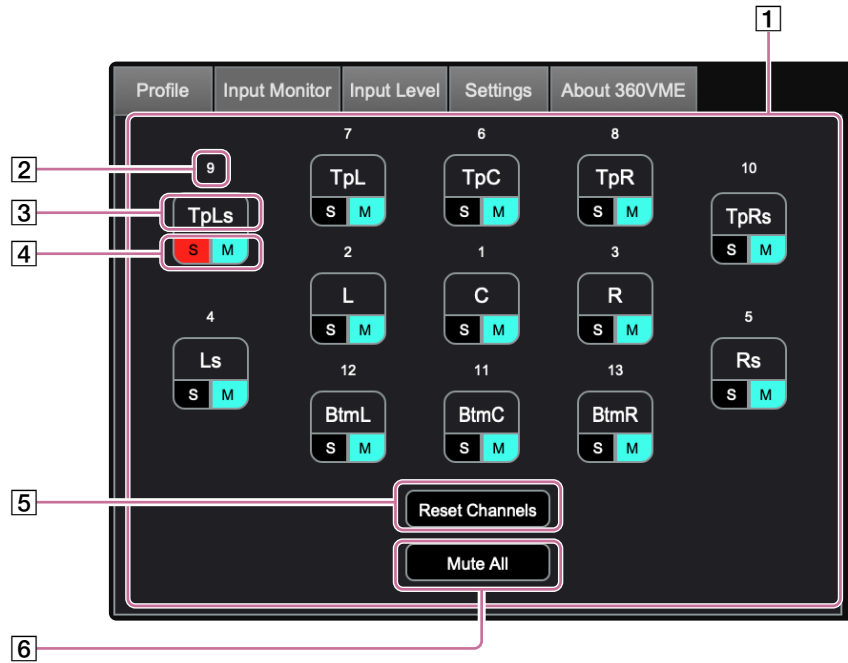 1
Profile Input Monitor Input Level Settings About 360VME
7 6 8
2 9 10
TpL TpC TpR
3 TpLs TpRs
S M S M S M
4 S M S M
2 1 3
L C R
4 5
S M S M S M
Ls Rs
12 11 13
S M S M
BtmL BtmC BtmR
S M S M S M
5 Reset Channels
Mute All
6